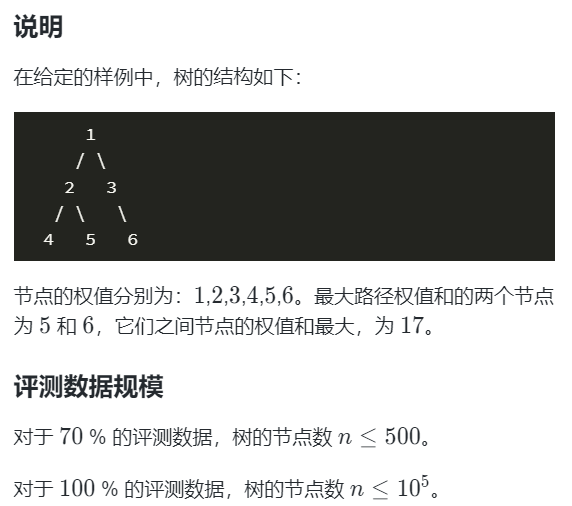 说明
在给定的样例中，树的结构如下：
1
/ \
2 3
/ \ \
4 5 6
节点的权值分别为：1,2,3,4,5,6。最大路径权值和的两个节点
为 5 和 6，它们之间节点的权值和最大，为 17。
评测数据规模
对于 70 % 的评测数据，树的节点数 n ≤ 500。
对于 100 % 的评测数据，树的节点数 n ≤ 10⁵。